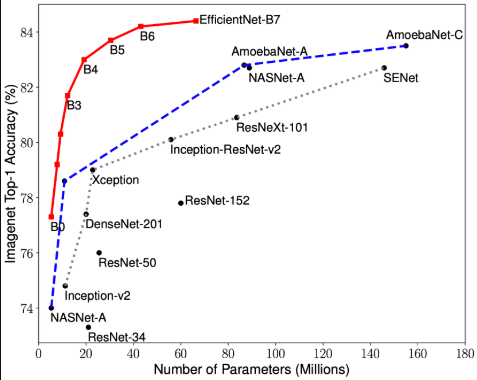 84
82
80
78
76
74
Imagenet Top-1 Accuracy (%)
EfficientNet-B7
B6
B5
B4
B3
B0
AmoebaNet-C
AmoebaNet-A
NASNet-A
SENet
ResNeXt-101
Inception-ResNet-v2
Xception
ResNet-152
DenseNet-201
ResNet-50
Inception-v2
NASNet-A
ResNet-34
0 20 40 60 80 100 120 140 160 180
Number of Parameters (Millions)